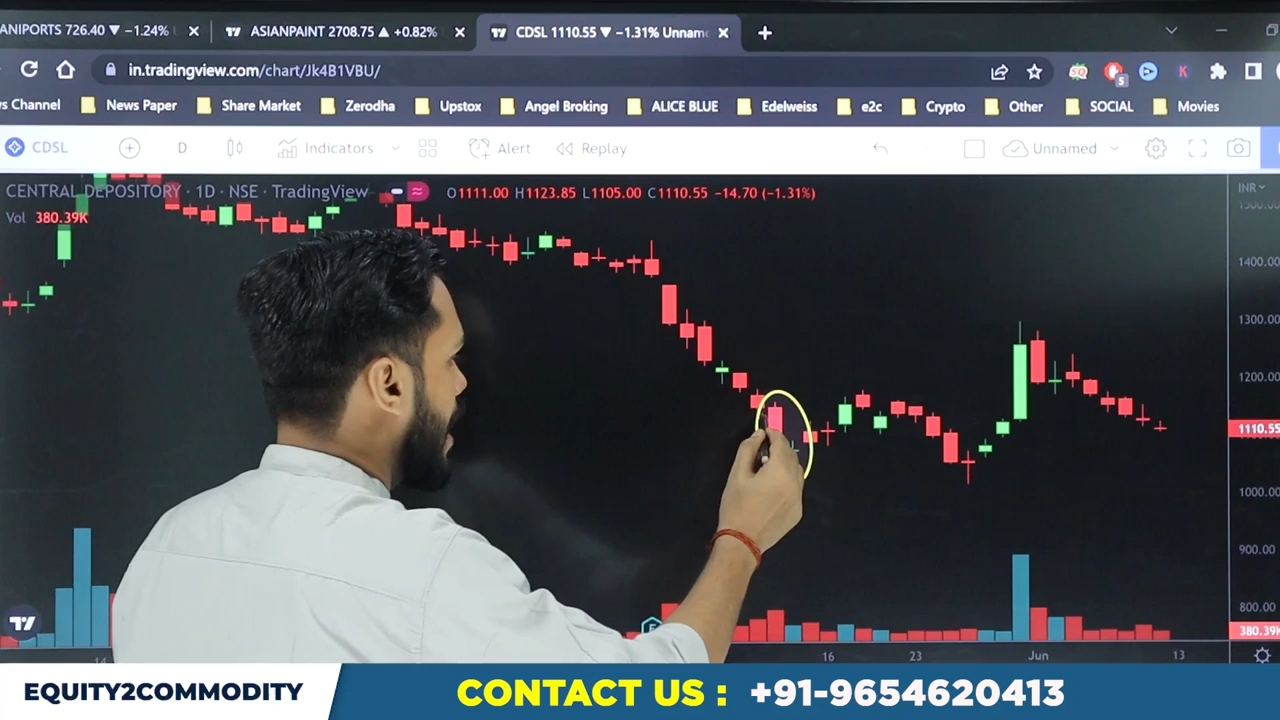 ANIPORTS 726.40 ▼ −1.24% ASIANPAINT 2708.75 ▲ +0.82% CDSL 1110.55 ▼ −1.31% Unnam
in.tradingview.com/chart/Jk4B1VBU/
s Channel News Paper Share Market Zerodha Upstox Angel Broking ALICE BLUE Edelweiss e2c Crypto Other SOCIAL Movies
CDSL D Indicators Alert Replay Unnamed
CENTRAL DEPOSITORY · 1D · NSE · TradingView O1111.00 H1123.85 L1105.00 C1110.55 −14.70 (−1.31%) INR
Vol 380.39K
1500.00
1400.00
1300.00
1200.00
1110.55
1000.00
900.00
800.00
380.39K
14 16 23 Jun 13
EQUITY2COMMODITY CONTACT US : +91-9654620413